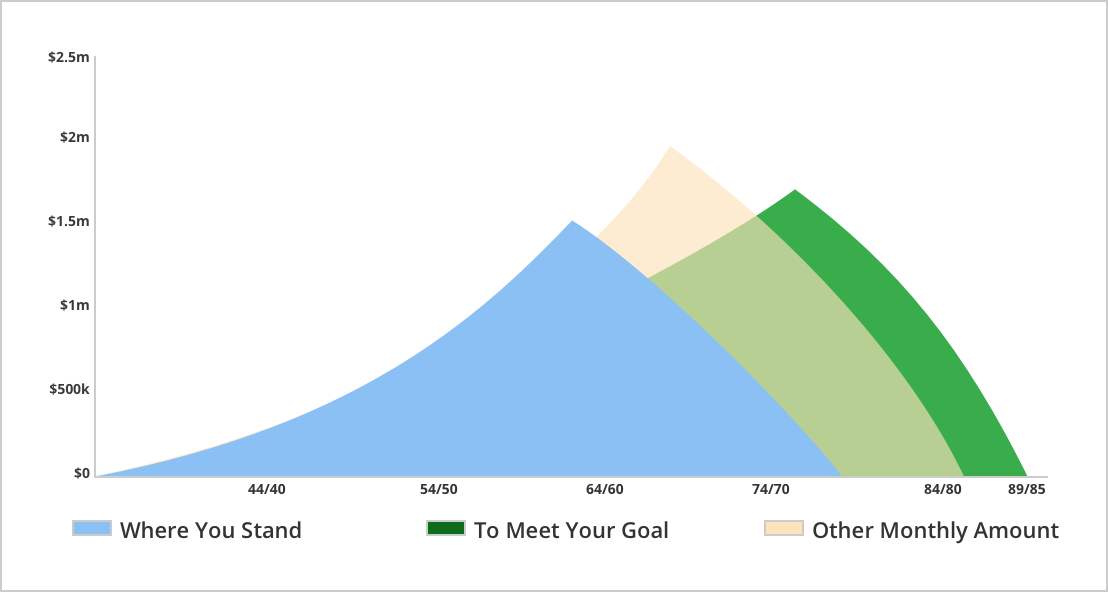 $2.5m
$2m
$1.5m
$1m
$500k
$0
44/40 54/50 64/60 74/70 84/80 89/85
Where You Stand To Meet Your Goal Other Monthly Amount